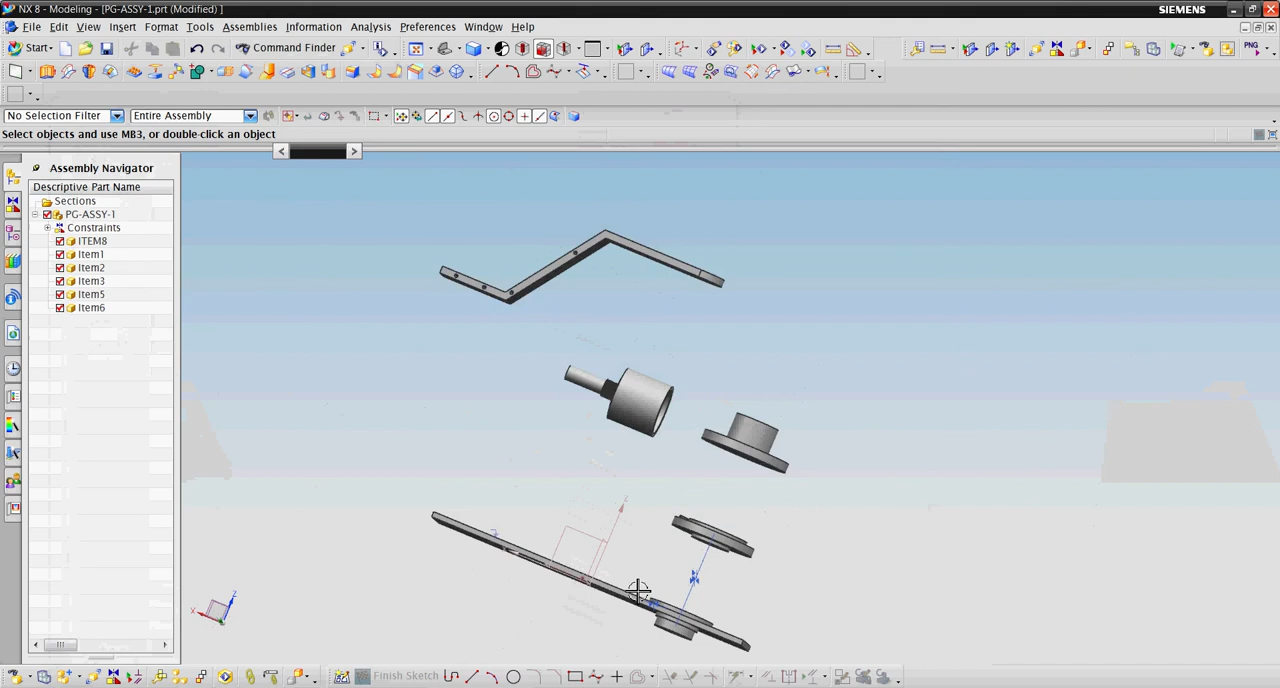 NX 8 - Modeling - [PG-ASSY-1.prt (Modified) ]
SIEMENS
File Edit View Insert Format Tools Assemblies Information Analysis Preferences Window Help
Start Command Finder
PNG
No Selection Filter Entire Assembly
Select objects and use MB3, or double-click an object
Assembly Navigator
Descriptive Part Name
Sections
PG-ASSY-1
Constraints
ITEM8
Item1
Item2
Item3
Item5
Item6
Z
X
Z
Finish Sketch